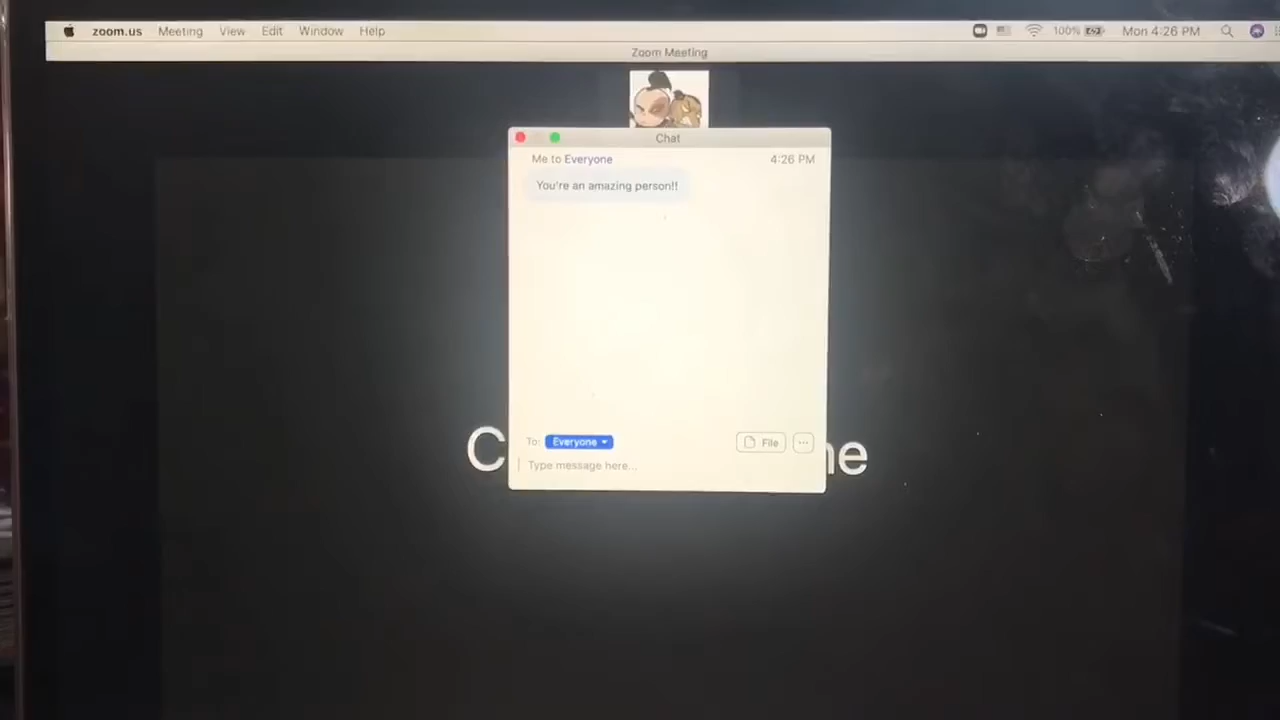 zoom.us Meeting View Edit Window Help 100% Mon 4:26 PM
Zoom Meeting
Chat
Me to Everyone 4:26 PM
You're an amazing person!!
To: Everyone File ...
Type message here...
C
ne